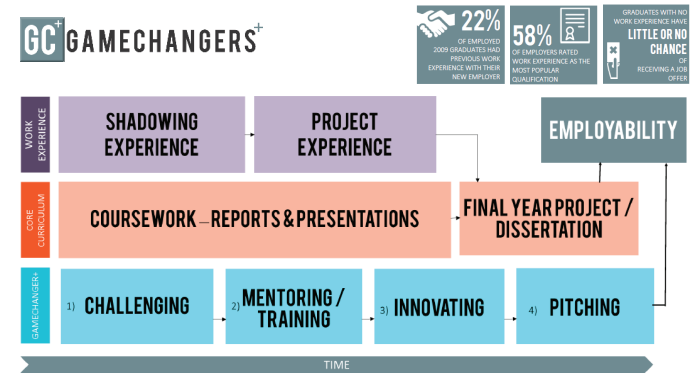 GC+ GAMECHANGERS+
22%
OF EMPLOYED
2009 GRADUATES HAD
PREVIOUS WORK
EXPERIENCE WITH THEIR
NEW EMPLOYER
58%
OF EMPLOYERS RATED
WORK EXPERIENCE AS THE
MOST POPULAR
QUALIFICATION
GRADUATES WITH NO
WORK EXPERIENCE HAVE
LITTLE OR NO
CHANCE
OF
RECEIVING A JOB
OFFER
WORK
EXPERIENCE
SHADOWING
EXPERIENCE
PROJECT
EXPERIENCE
EMPLOYABILITY
CORE
CURRICULUM
COURSEWORK – REPORTS & PRESENTATIONS
FINAL YEAR PROJECT /
DISSERTATION
GAMECHANGER+
1) CHALLENGING
2) MENTORING /
TRAINING
3) INNOVATING
4) PITCHING
TIME